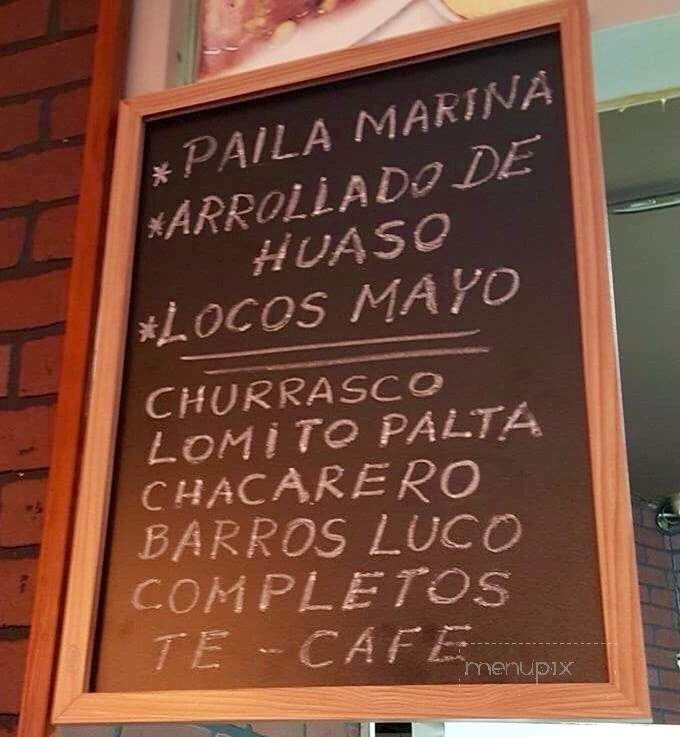 * PAILA MARINA
* ARROLLADO DE
HUASO
* LOCOS MAYO
CHURRASCO
LOMITO PALTA
CHACARERO
BARROS LUCO
COMPLETOS
TE - CAFE
menupix